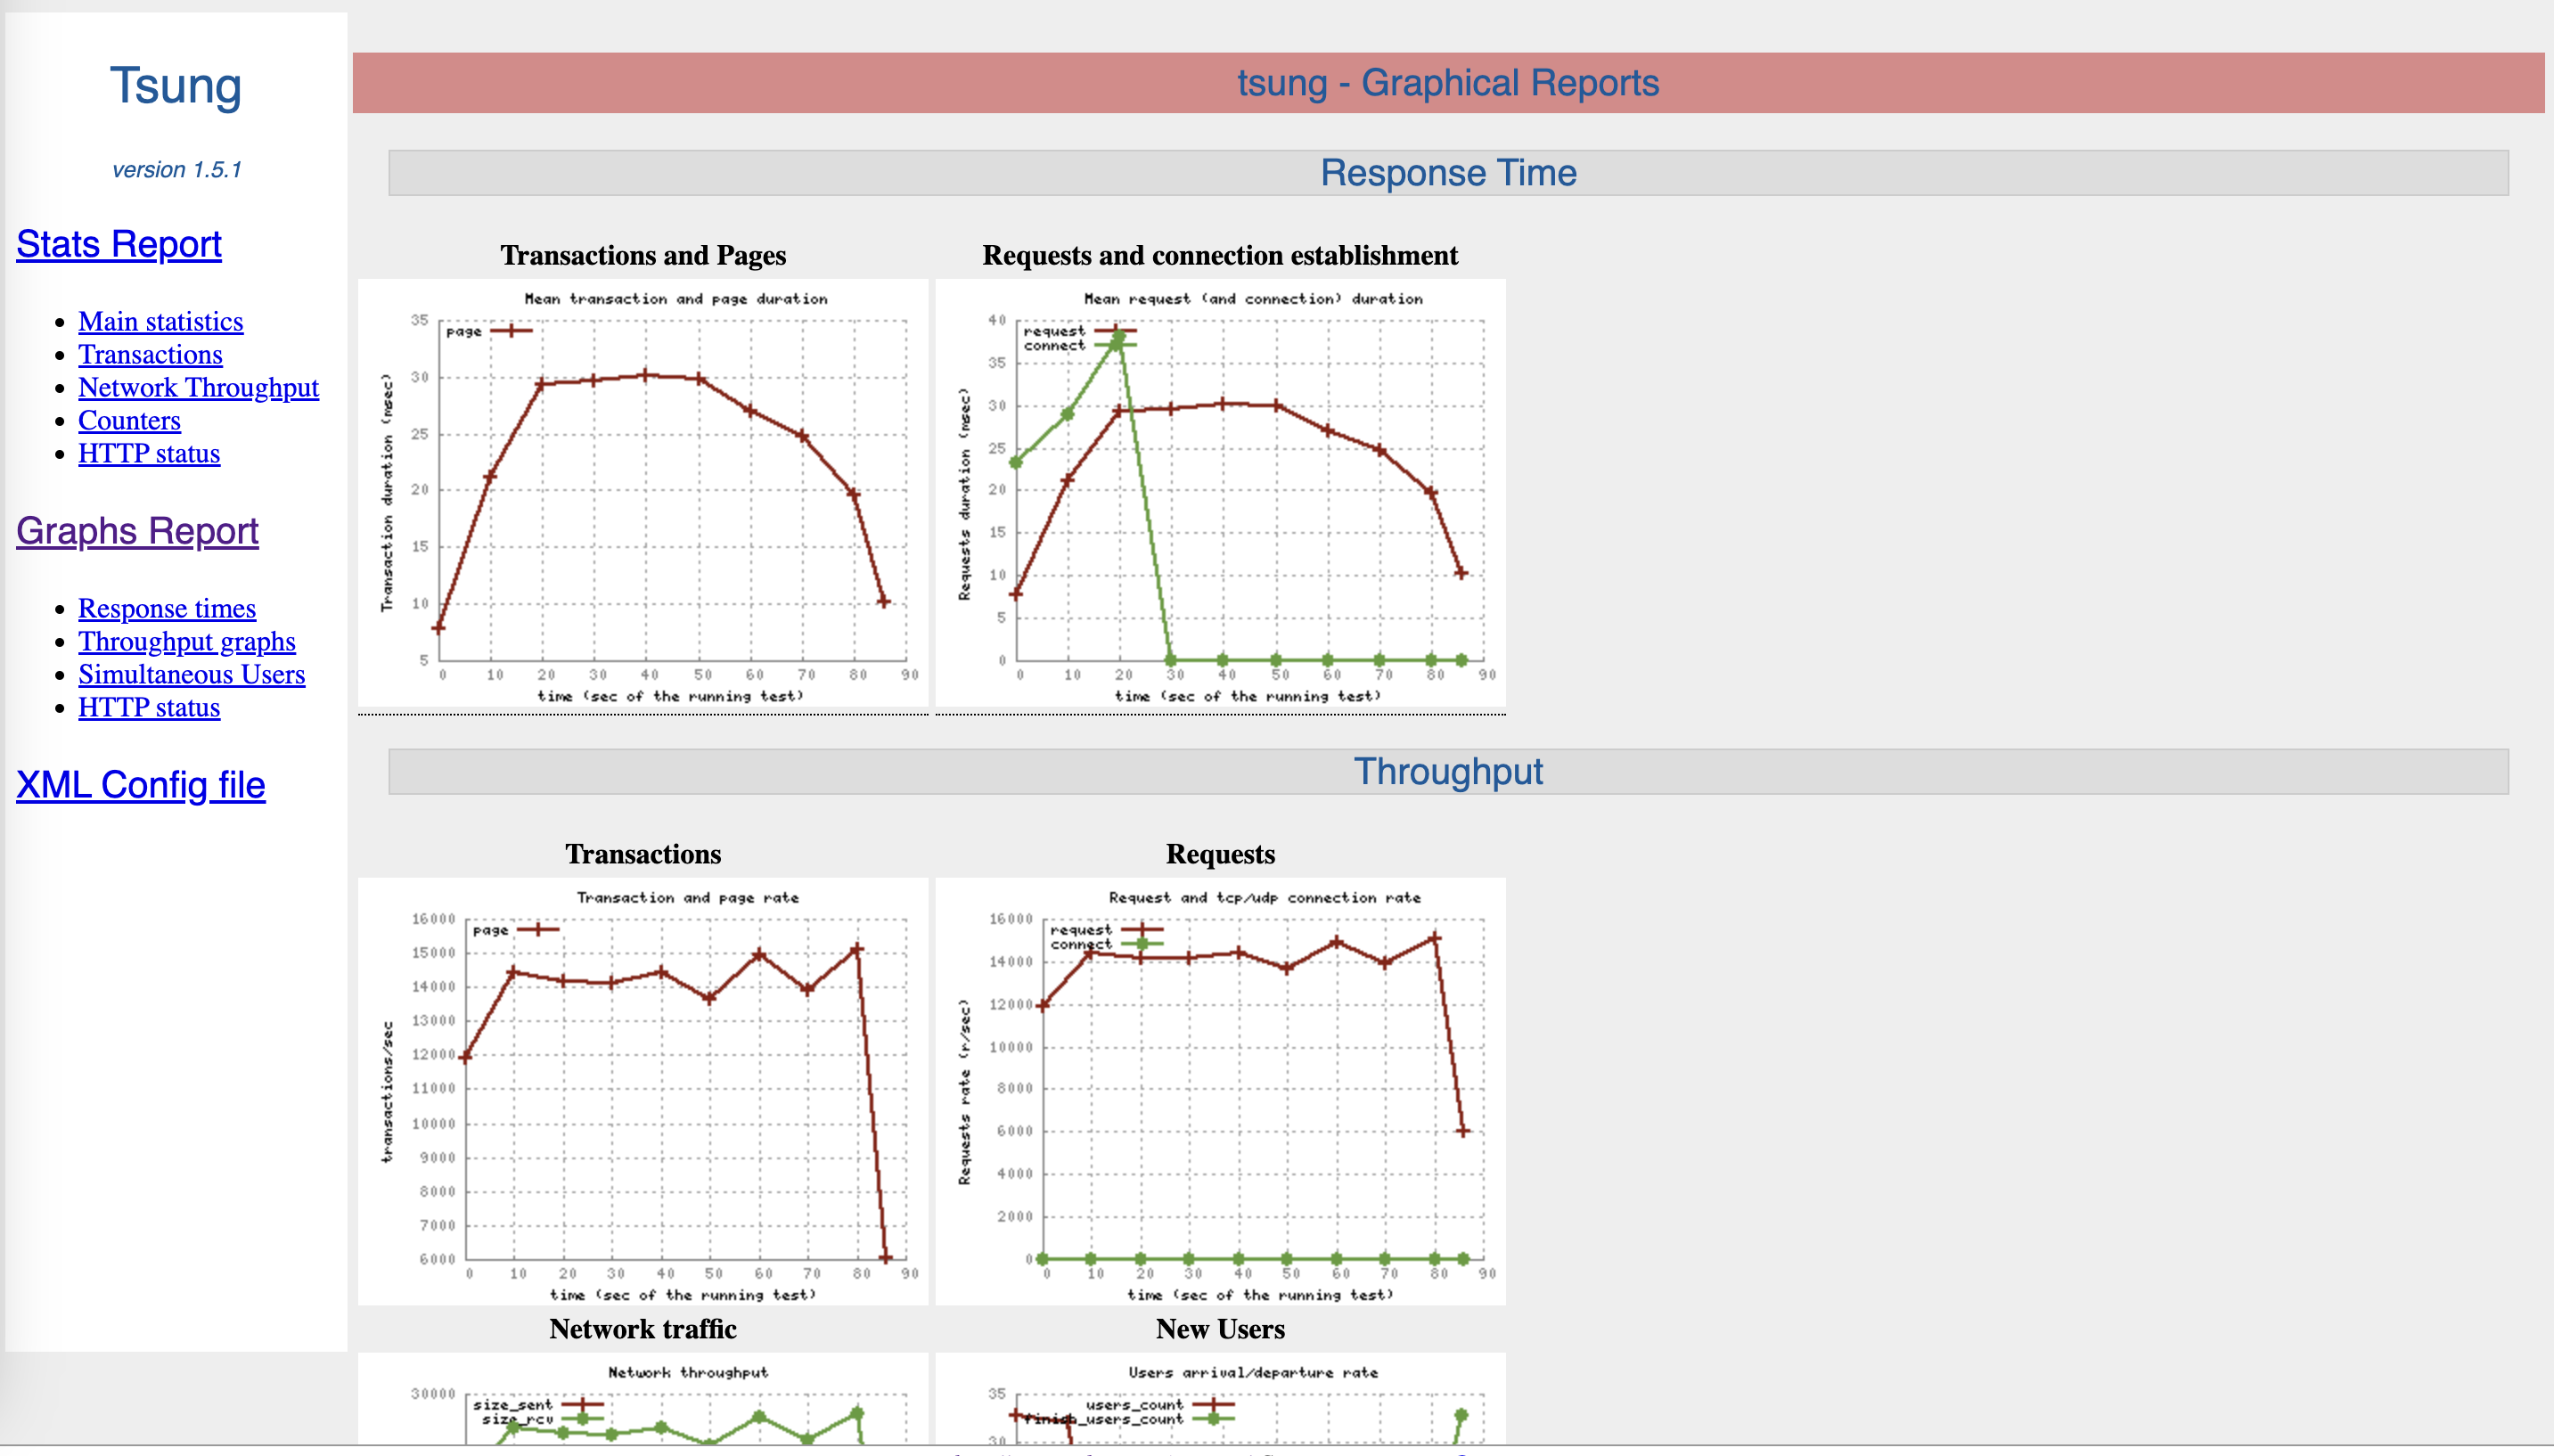 Tsung
version 1.5.1
Stats Report
Main statistics
Transactions
Network Throughput
Counters
HTTP status
Graphs Report
Response times
Throughput graphs
Simultaneous Users
HTTP status
XML Config file
tsung - Graphical Reports
Response Time
Transactions and Pages
Mean transaction and page duration
page
Transaction duration (msec)
35
30
25
20
15
10
5
0 10 20 30 40 50 60 70 80 90
time (sec of the running test)
Requests and connection establishment
Mean request (and connection) duration
request
connect
Requests duration (msec)
40
35
30
25
20
15
10
5
0
0 10 20 30 40 50 60 70 80 90
time (sec of the running test)
Throughput
Transactions
Transaction and page rate
page
transactions/sec
16000
15000
14000
13000
12000
11000
10000
9000
8000
7000
6000
0 10 20 30 40 50 60 70 80 90
time (sec of the running test)
Requests
Request and tcp/udp connection rate
request
connect
Requests rate (r/sec)
16000
14000
12000
10000
8000
6000
4000
2000
0
0 10 20 30 40 50 60 70 80 90
time (sec of the running test)
Network traffic
Network throughput
30000
size_sent
size_rcv
New Users
Users arrival/departure rate
35
users_count
finish_users_count
30